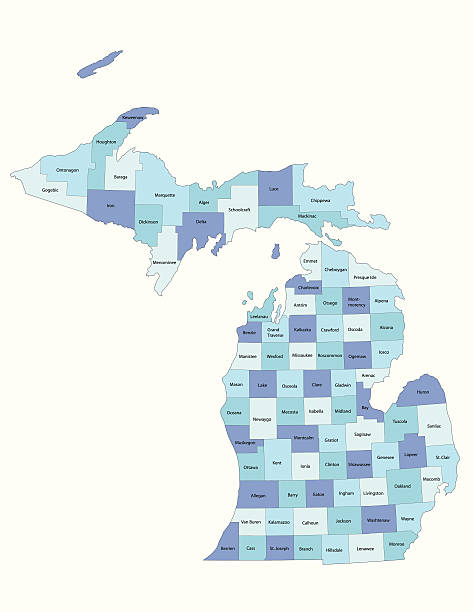 Keweenaw
Houghton
Ontonagon
Baraga
Gogebic
Iron
Marquette
Dickinson
Menominee
Delta
Alger
Schoolcraft
Luce
Chippewa
Mackinac
Emmet
Cheboygan
Presque Isle
Charlevoix
Antrim
Otsego
Mont-
morency
Alpena
Leelanau
Benzie
Grand
Traverse
Kalkaska
Crawford
Oscoda
Alcona
Manistee
Wexford
Missaukee
Roscommon
Ogemaw
Iosco
Arenac
Mason
Lake
Osceola
Clare
Gladwin
Bay
Huron
Oceana
Newaygo
Mecosta
Isabella
Midland
Tuscola
Sanilac
Muskegon
Montcalm
Gratiot
Saginaw
Ottawa
Kent
Ionia
Clinton
Shiawassee
Genesee
Lapeer
St. Clair
Macomb
Allegan
Barry
Eaton
Ingham
Livingston
Oakland
Van Buren
Kalamazoo
Calhoun
Jackson
Washtenaw
Wayne
Berrien
Cass
St. Joseph
Branch
Hillsdale
Lenawee
Monroe